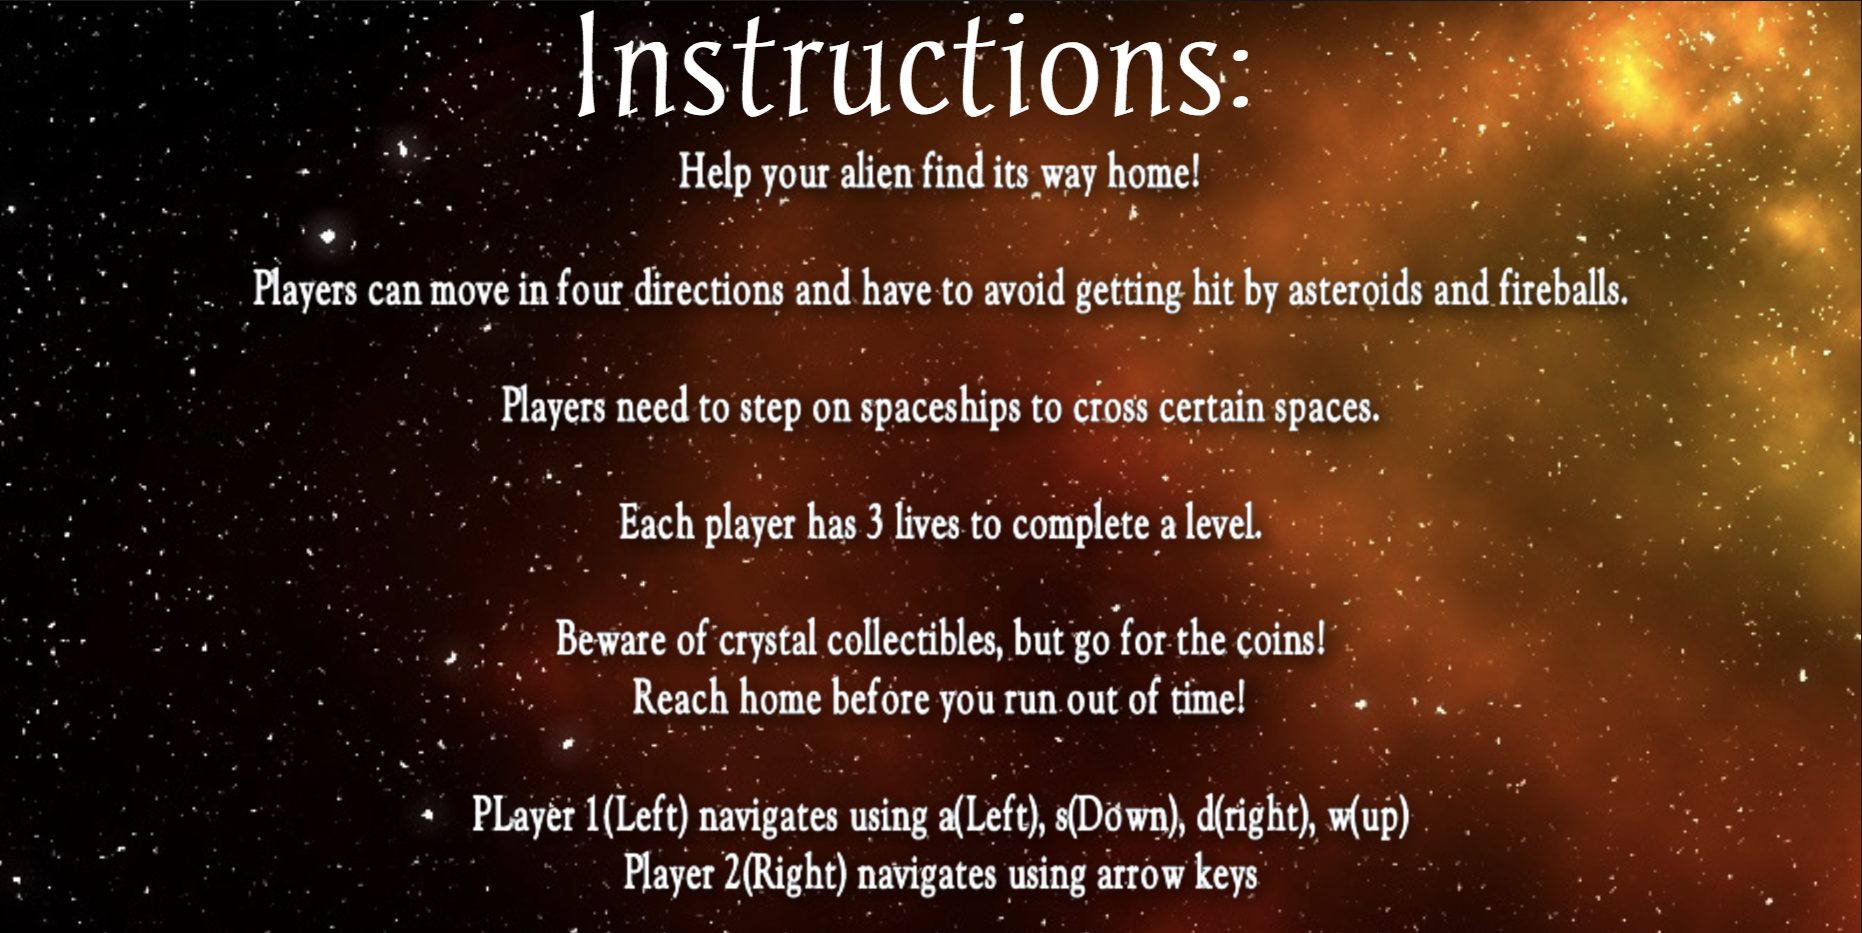 Instructions:
Help your alien find its way home!
Players can move in four directions and have to avoid getting hit by asteroids and fireballs.
Players need to step on spaceships to cross certain spaces.
Each player has 3 lives to complete a level.
Beware of crystal collectibles, but go for the coins!
Reach home before you run out of time!
PLayer 1(Left) navigates using a(Left), s(Down), d(right), w(up)
Player 2(Right) navigates using arrow keys